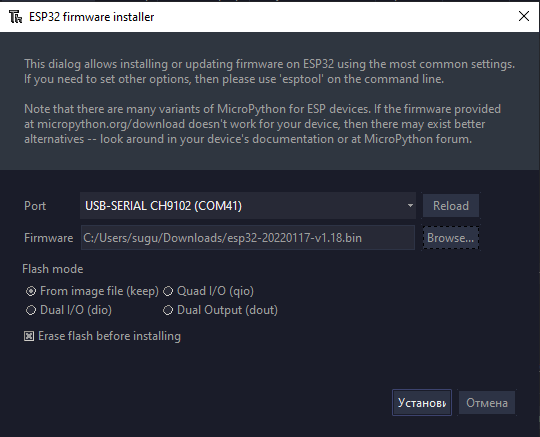 ESP32 firmware installer
This dialog allows installing or updating firmware on ESP32 using the most common settings.
If you need to set other options, then please use 'esptool' on the command line.
Note that there are many variants of MicroPython for ESP devices. If the firmware provided
at micropython.org/download doesn't work for your device, then there may exist better
alternatives -- look around in your device's documentation or at MicroPython forum.
Port USB-SERIAL CH9102 (COM41) Reload
Firmware C:/Users/sugu/Downloads/esp32-20220117-v1.18.bin Browse...
Flash mode
From image file (keep) Quad I/O (qio)
Dual I/O (dio) Dual Output (dout)
Erase flash before installing
Установи Отмена